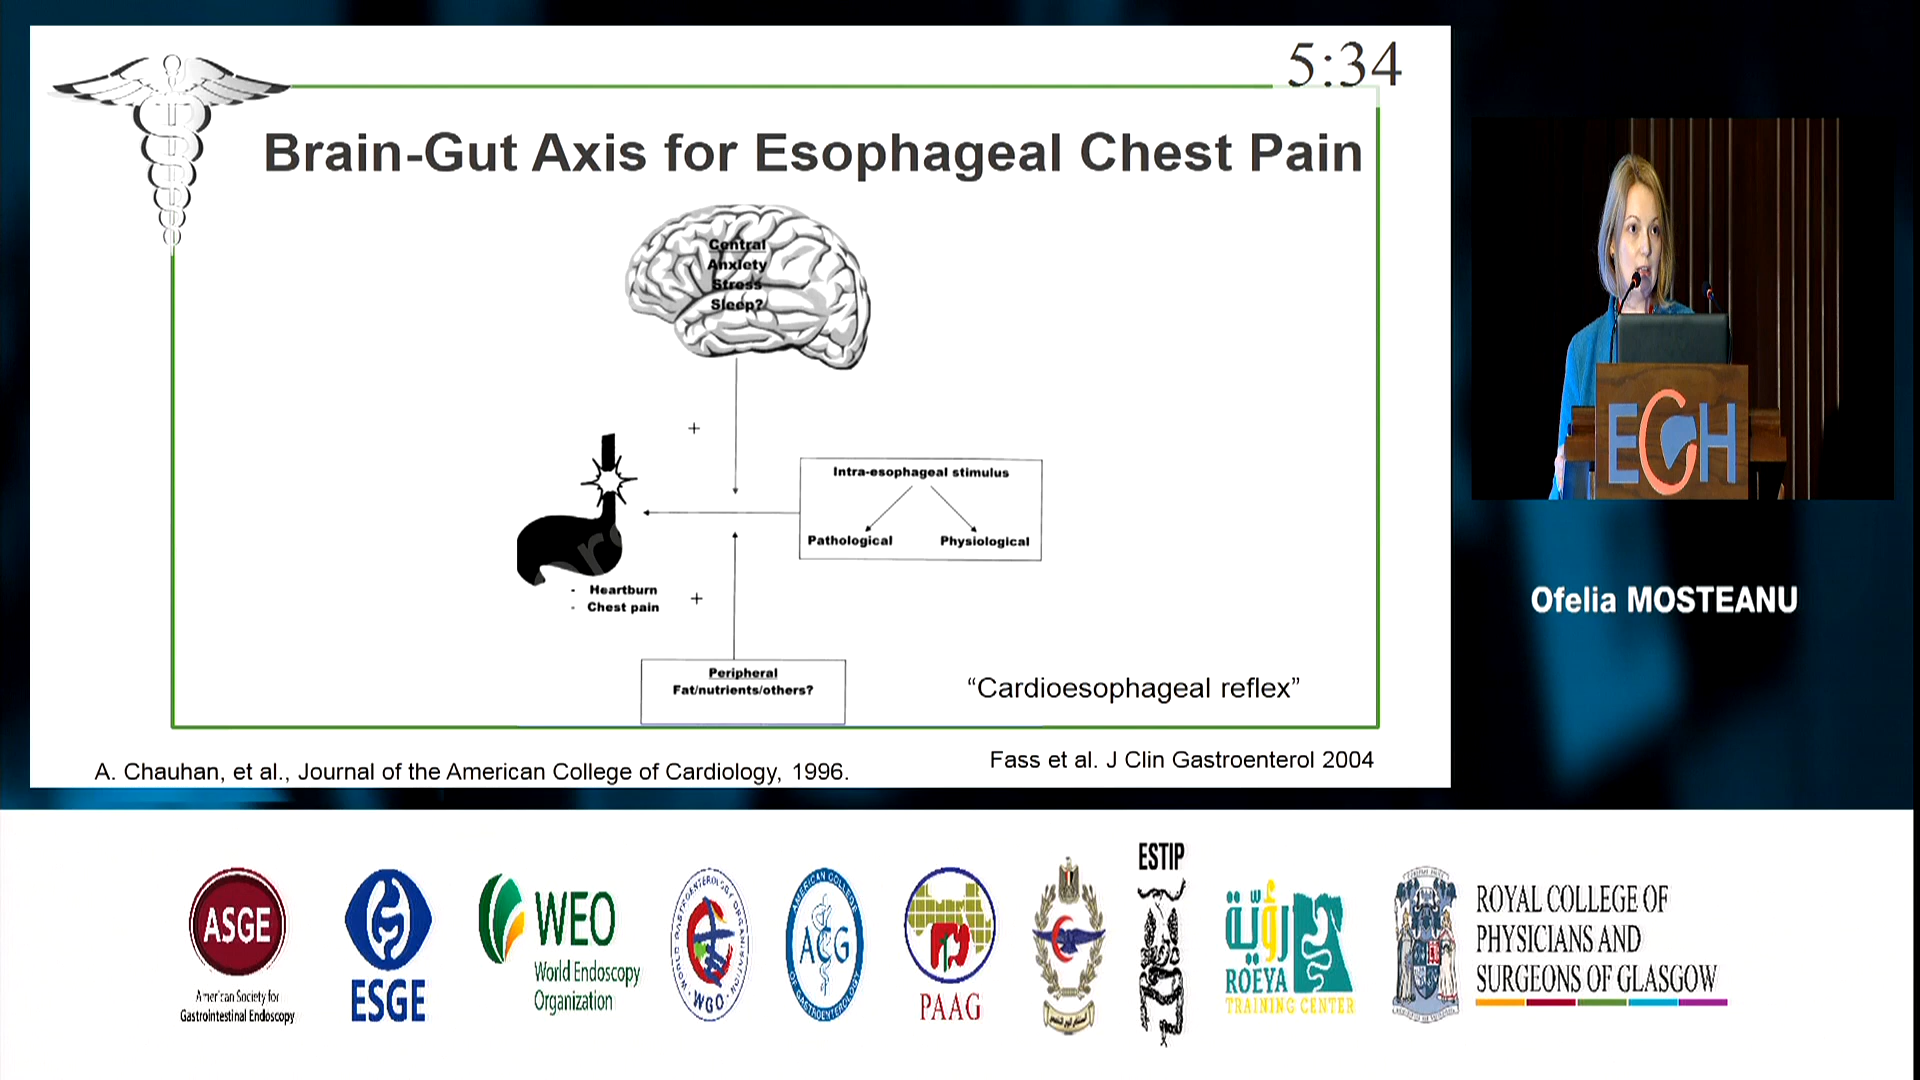 5:34
Brain-Gut Axis for Esophageal Chest Pain
Central
Anxiety
Stress
Sleep?
+
Intra-esophageal stimulus
Pathological Physiological
- Heartburn
- Chest pain
+
Peripheral
Fat/nutrients/others?
“Cardioesophageal reflex”
A. Chauhan, et al., Journal of the American College of Cardiology, 1996.
Fass et al. J Clin Gastroenterol 2004
EGH
Ofelia MOSTEANU
ASGE
American Society for
Gastrointestinal Endoscopy
ESGE
WEO
World Endoscopy
Organization
WORLD GASTROENTEROLOGY ORGANISATION
WGO
AMERICAN COLLEGE
ACG
OF GASTROENTEROLOGY
PAAG
ESTIP
رؤية
ROEYA
TRAINING CENTER
ROYAL COLLEGE OF
PHYSICIANS AND
SURGEONS OF GLASGOW